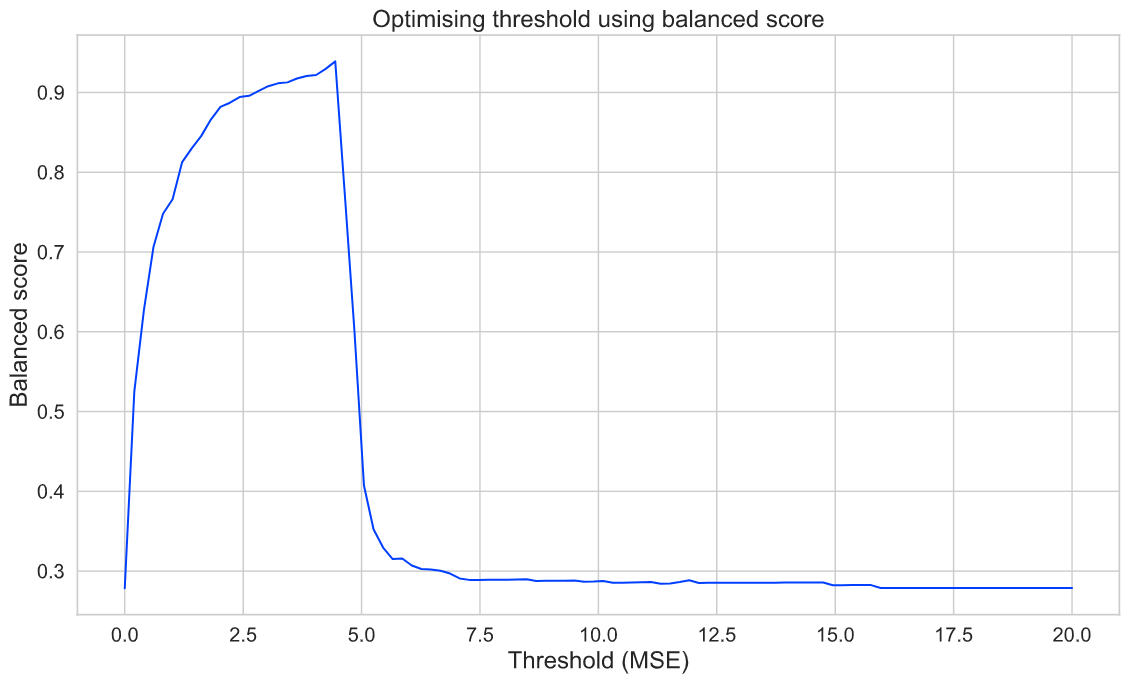 Optimising threshold using balanced score
Balanced score
0.9
0.8
0.7
0.6
0.5
0.4
0.3
0.0 2.5 5.0 7.5 10.0 12.5 15.0 17.5 20.0
Threshold (MSE)